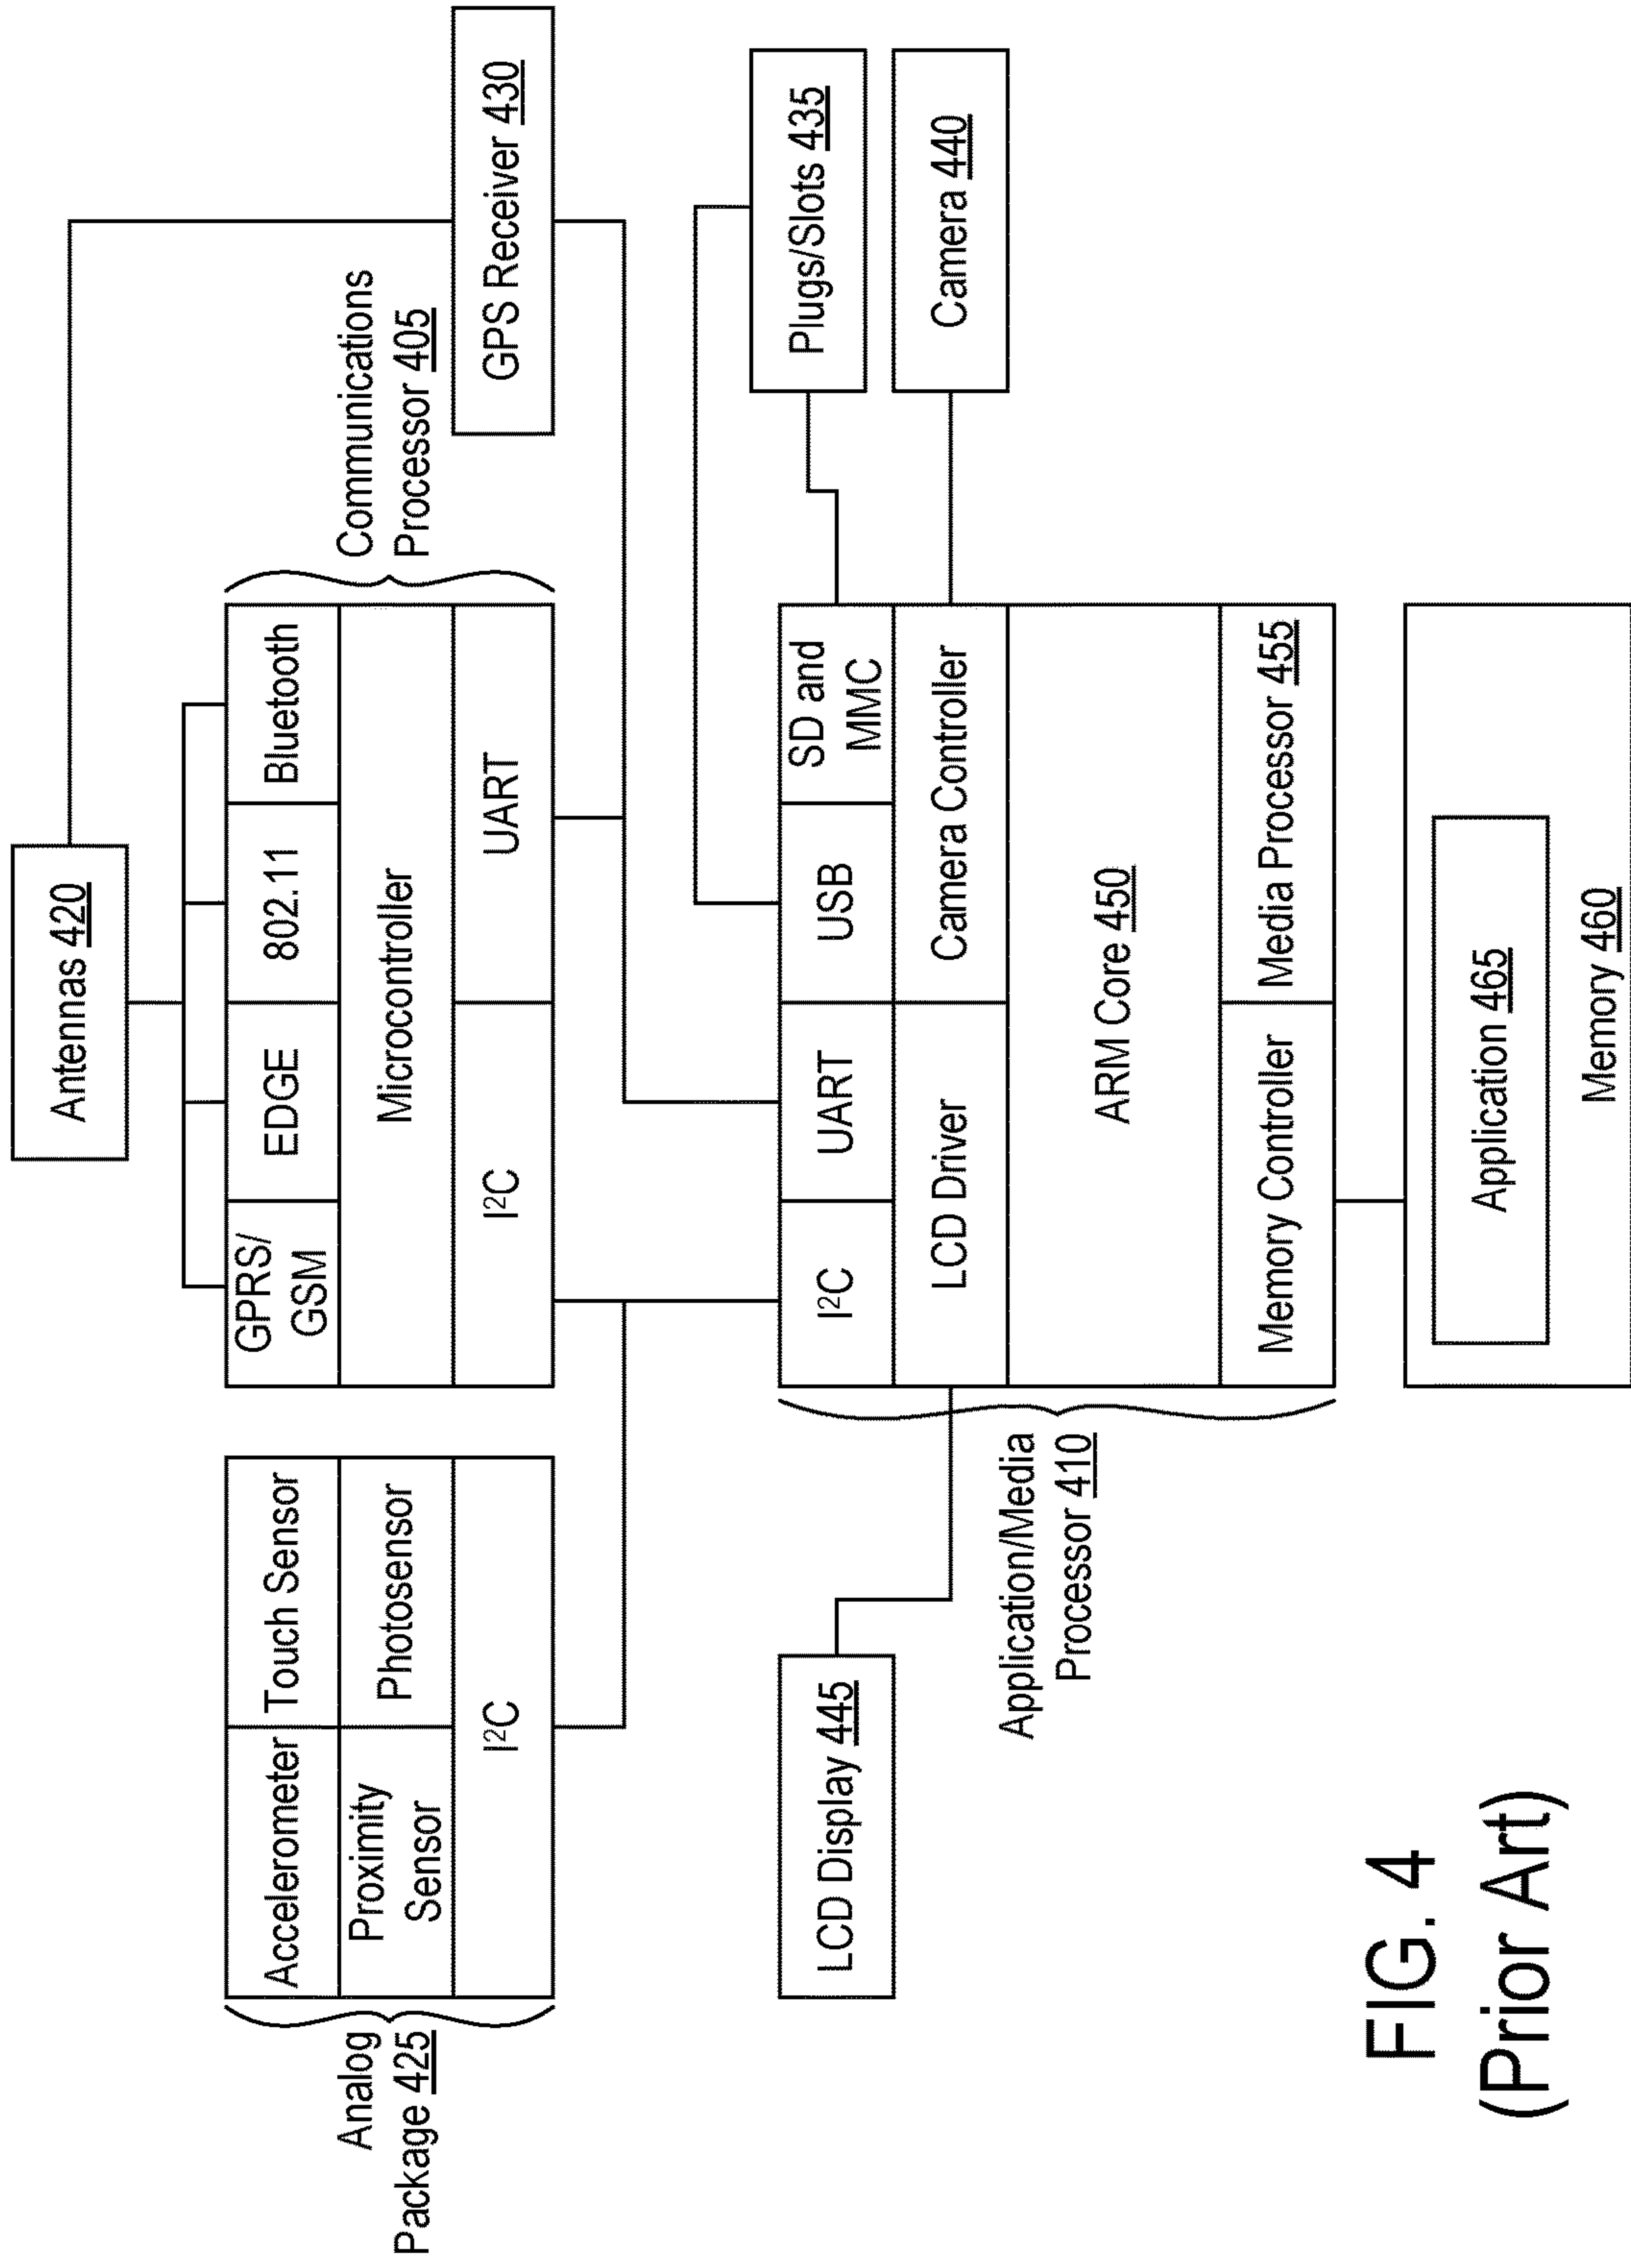 Antennas 420
Accelerometer
Touch Sensor
Proximity
Sensor
Photosensor
I²C
Analog
Package 425
GPRS/
GSM
EDGE
802.11
Bluetooth
Microcontroller
I²C
UART
Communications
Processor 405
GPS Receiver 430
LCD Display 445
I²C
UART
USB
SD and
MMC
LCD Driver
Camera Controller
ARM Core 450
Memory Controller
Media Processor 455
Application/Media
Processor 410
Plugs/Slots 435
Camera 440
Application 465
Memory 460
FIG. 4
(Prior Art)